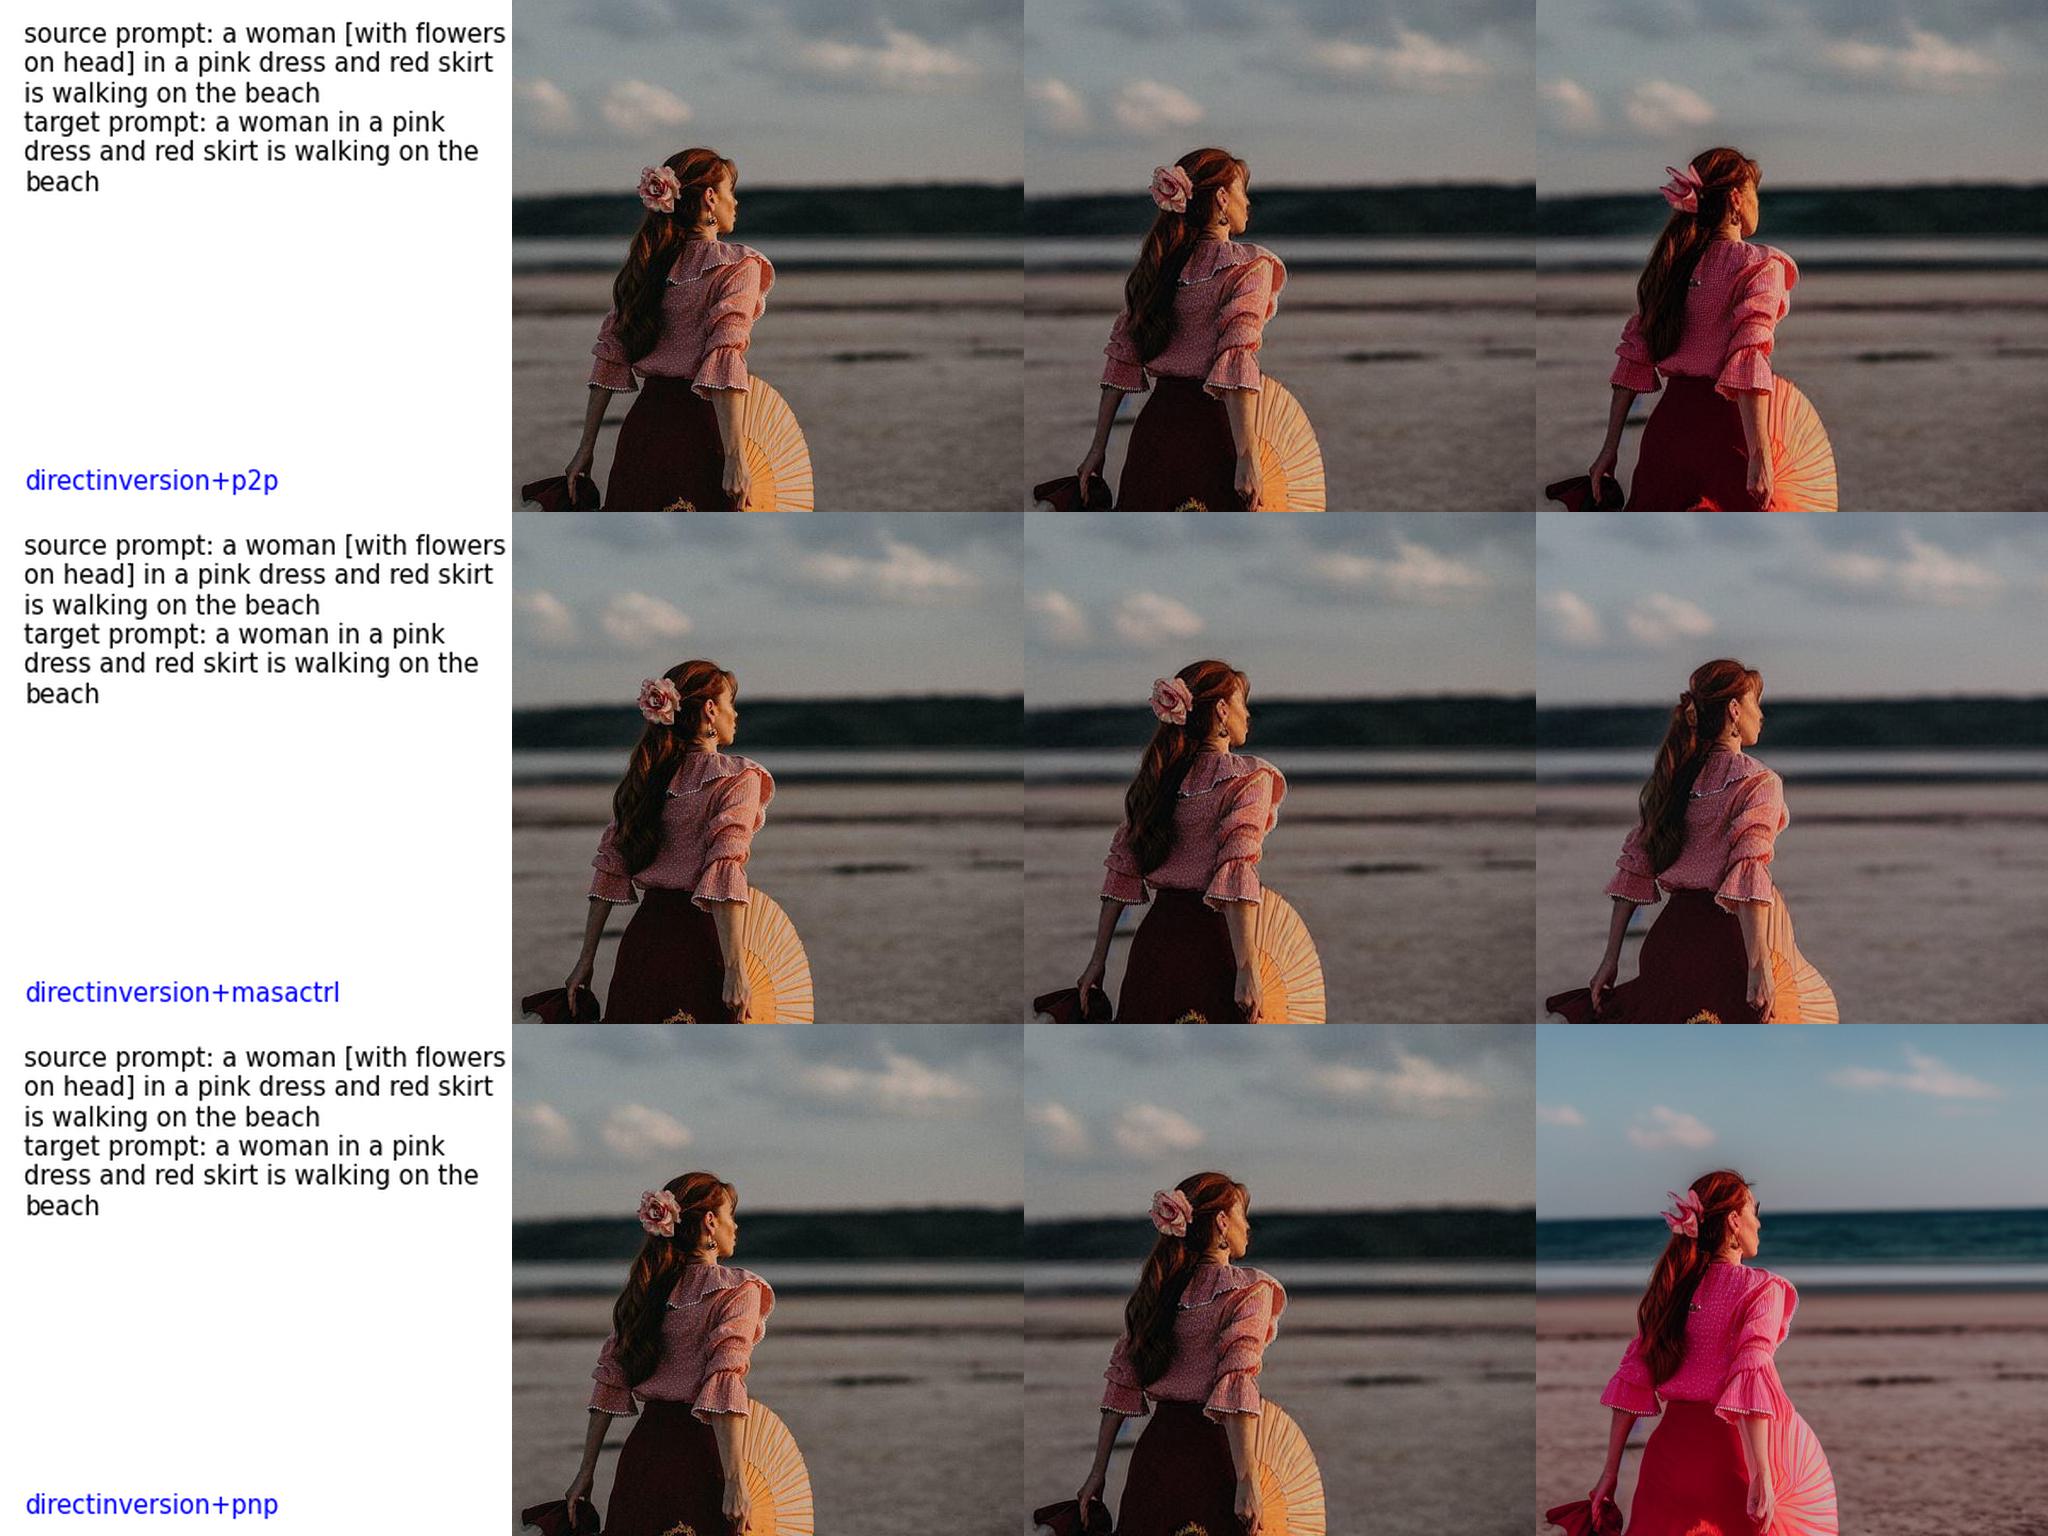 source prompt: a woman [with flowers
on head] in a pink dress and red skirt
is walking on the beach
target prompt: a woman in a pink
dress and red skirt is walking on the
beach
directinversion+p2p
source prompt: a woman [with flowers
on head] in a pink dress and red skirt
is walking on the beach
target prompt: a woman in a pink
dress and red skirt is walking on the
beach
directinversion+masactrl
source prompt: a woman [with flowers
on head] in a pink dress and red skirt
is walking on the beach
target prompt: a woman in a pink
dress and red skirt is walking on the
beach
directinversion+pnp